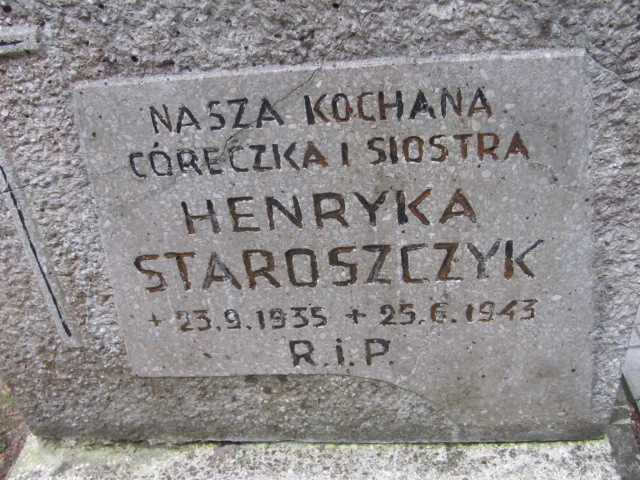 NASZA KOCHANA
CÓRECZKA I SIOSTRA
HENRYKA
STAROSZCZYK
+ 23.9.1935 + 25.6.1943
R.i.P.